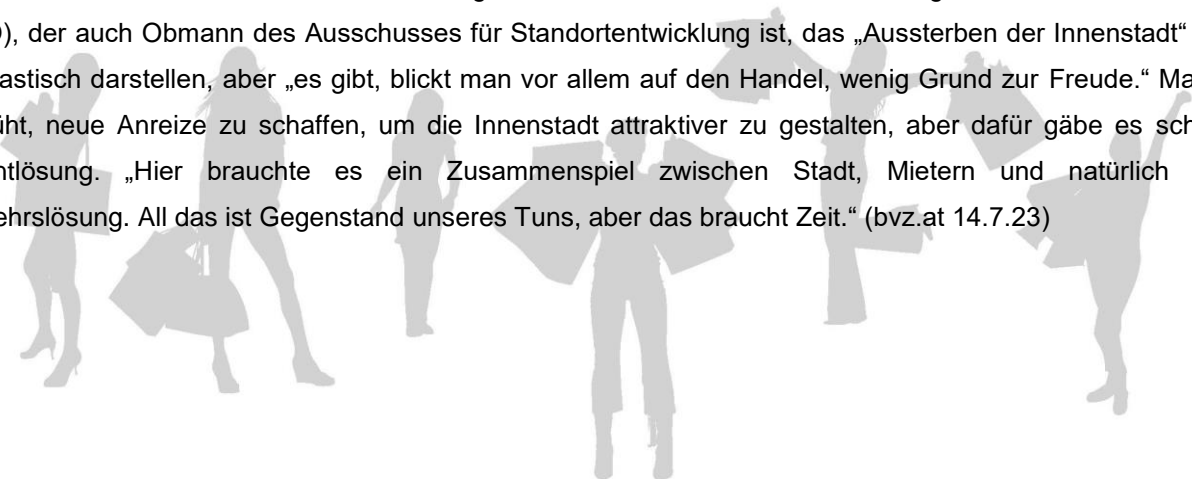 ), der auch Obmann des Ausschusses für Standortentwicklung ist, das „Aussterben der Innenstadt“
astisch darstellen, aber „es gibt, blickt man vor allem auf den Handel, wenig Grund zur Freude.“ Ma
üht, neue Anreize zu schaffen, um die Innenstadt attraktiver zu gestalten, aber dafür gäbe es sch
ntlösung. „Hier brauchte es ein Zusammenspiel zwischen Stadt, Mietern und natürlich
ehrslösung. All das ist Gegenstand unseres Tuns, aber das braucht Zeit.“ (bvz.at 14.7.23)